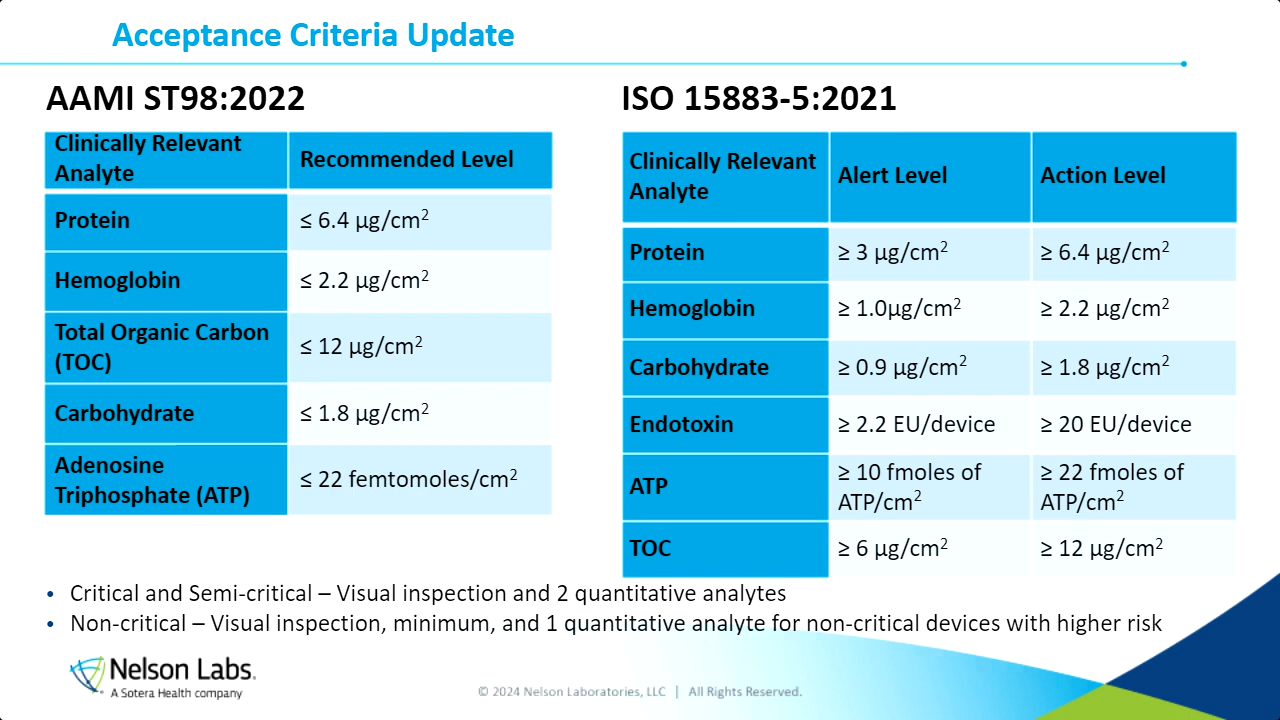 Acceptance Criteria Update
AAMI ST98:2022
Clinically Relevant
Analyte
Recommended Level
Protein
≤ 6.4 µg/cm²
Hemoglobin
≤ 2.2 µg/cm²
Total Organic Carbon
(TOC)
≤ 12 µg/cm²
Carbohydrate
≤ 1.8 µg/cm²
Adenosine
Triphosphate (ATP)
≤ 22 femtomoles/cm²
ISO 15883-5:2021
Clinically Relevant
Analyte
Alert Level
Action Level
Protein
≥ 3 µg/cm²
≥ 6.4 µg/cm²
Hemoglobin
≥ 1.0µg/cm²
≥ 2.2 µg/cm²
Carbohydrate
≥ 0.9 µg/cm²
≥ 1.8 µg/cm²
Endotoxin
≥ 2.2 EU/device
≥ 20 EU/device
ATP
≥ 10 fmoles of
ATP/cm²
≥ 22 fmoles of
ATP/cm²
TOC
≥ 6 µg/cm²
≥ 12 µg/cm²
• Critical and Semi-critical – Visual inspection and 2 quantitative analytes
• Non-critical – Visual inspection, minimum, and 1 quantitative analyte for non-critical devices with higher risk
Nelson Labs.
A Sotera Health company
© 2024 Nelson Laboratories, LLC | All Rights Reserved.